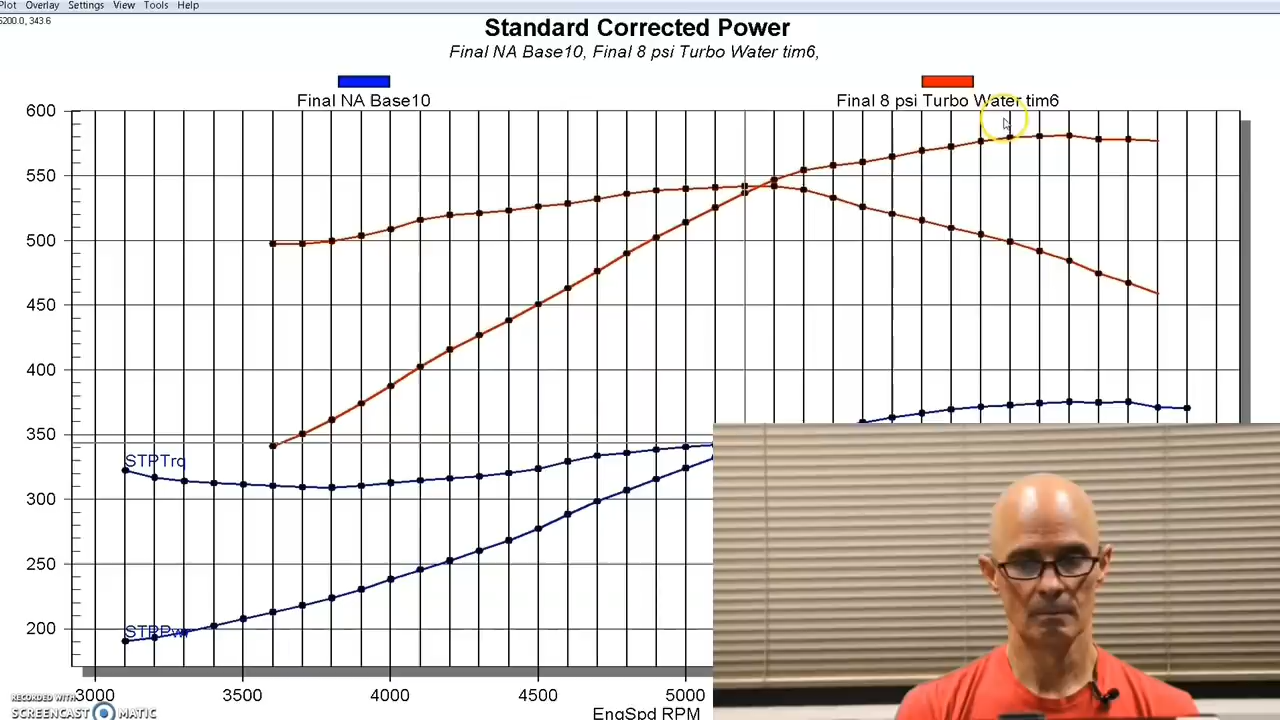 Plot Overlay Settings View Tools Help
5200.0, 343.6
Standard Corrected Power
Final NA Base10, Final 8 psi Turbo Water tim6,
Final NA Base10
Final 8 psi Turbo Water tim6
600
550
500
450
400
350
300
250
200
STPTrq
STPPwr
3000 3500 4000 4500 5000
EngSpd RPM
RECORDED WITH
SCREENCAST MATIC